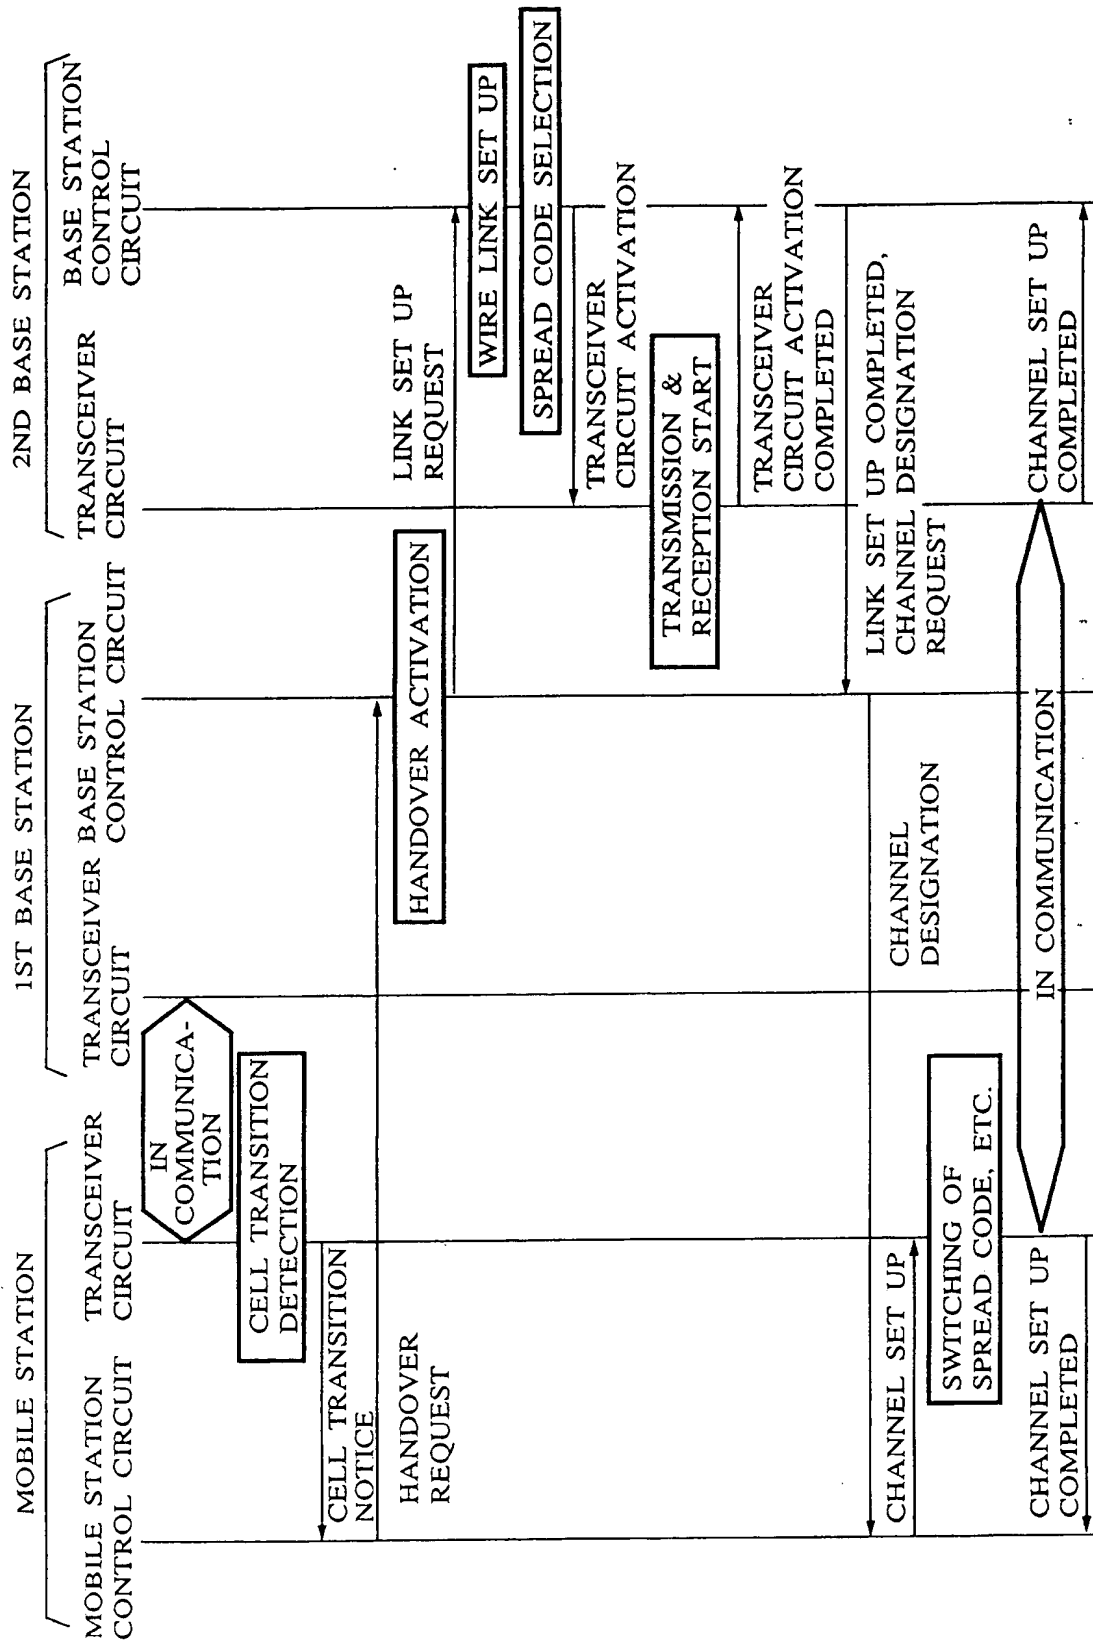 MOBILE STATION
1ST BASE STATION
2ND BASE STATION
MOBILE STATION
CONTROL CIRCUIT
TRANSCEIVER
CIRCUIT
TRANSCEIVER
CIRCUIT
BASE STATION
CONTROL CIRCUIT
TRANSCEIVER
CIRCUIT
BASE STATION
CONTROL
CIRCUIT
IN
COMMUNICA-
TION
CELL TRANSITION
DETECTION
CELL TRANSITION
NOTICE
HANDOVER
REQUEST
HANDOVER ACTIVATION
LINK SET UP
REQUEST
WIRE LINK SET UP
SPREAD CODE SELECTION
TRANSCEIVER
CIRCUIT ACTIVATION
TRANSMISSION &
RECEPTION START
TRANSCEIVER
CIRCUIT ACTIVATION
COMPLETED
LINK SET UP COMPLETED,
CHANNEL DESIGNATION
REQUEST
CHANNEL
DESIGNATION
CHANNEL SET UP
SWITCHING OF
SPREAD CODE, ETC.
IN COMMUNICATION
CHANNEL SET UP
COMPLETED
CHANNEL SET UP
COMPLETED